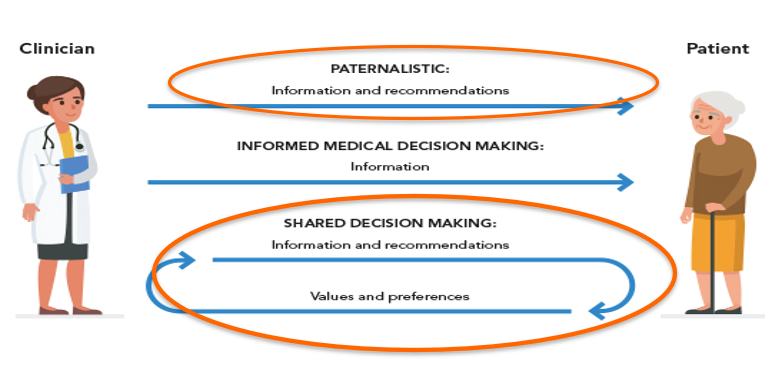 Clinician
Patient
PATERNALISTIC:
Information and recommendations
INFORMED MEDICAL DECISION MAKING:
Information
SHARED DECISION MAKING:
Information and recommendations
Values and preferences